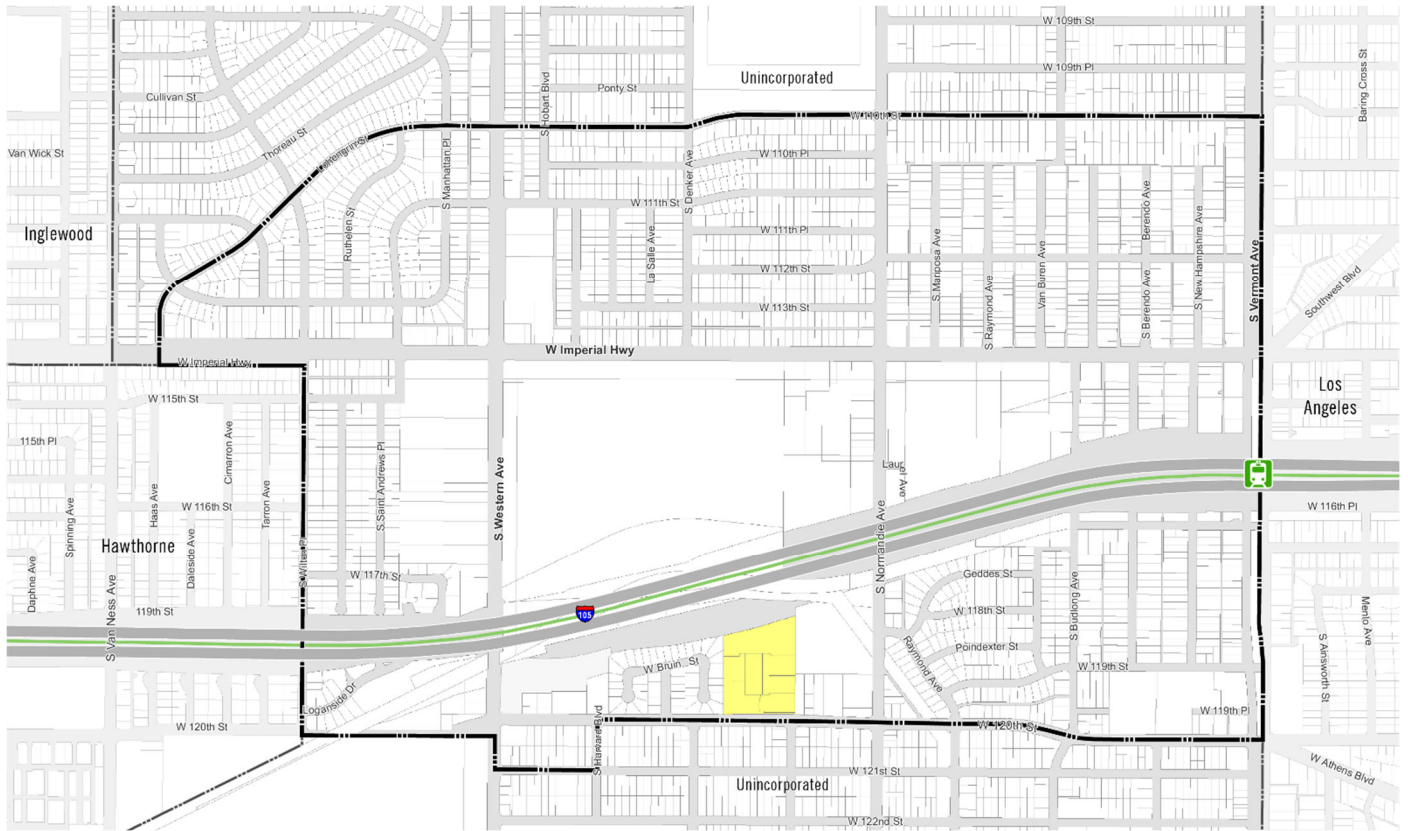 W 109th St
W 109th Pl
Baring Cross St
Unincorporated
Ponty St
S Hobart Blvd
Cullivan St
Thoreau St
Van Wick St
S Manhattan Pl
W 110th St
W 110th Pl
S Denker Ave
W 111th St
W 111th Pl
W 112th St
W 113th St
La Salle Ave
Ruthelen St
Inglewood
S Mariposa Ave
S Raymond Ave
Van Buren Ave
Berendo Ave
S Berendo Ave
S New Hampshire Ave
S Vermont Ave
Southwest Blvd
W Imperial Hwy
W Imperial Hwy
Los
Angeles
W 115th St
115th Pl
Cimarron Ave
Tarron Ave
Haas Ave
Spinning Ave
Daphne Ave
W 116th St
Daleside Ave
Hawthorne
S Van Ness Ave
119th St
S Wilton Pl
S Saint Andrews Pl
W 117th St
S Western Ave
Laurel Ave
S Normandie Ave
W 116th Pl
105
Geddes St
W 118th St
Poindexter St
S Budlong Ave
Raymond Ave
W 119th St
W 119th Pl
S Ainsworth St
Menlo Ave
W Bruin St
Loganside Dr
W 120th St
S Harvard Blvd
W 120th St
W 121st St
Unincorporated
W 122nd St
W Athens Blvd